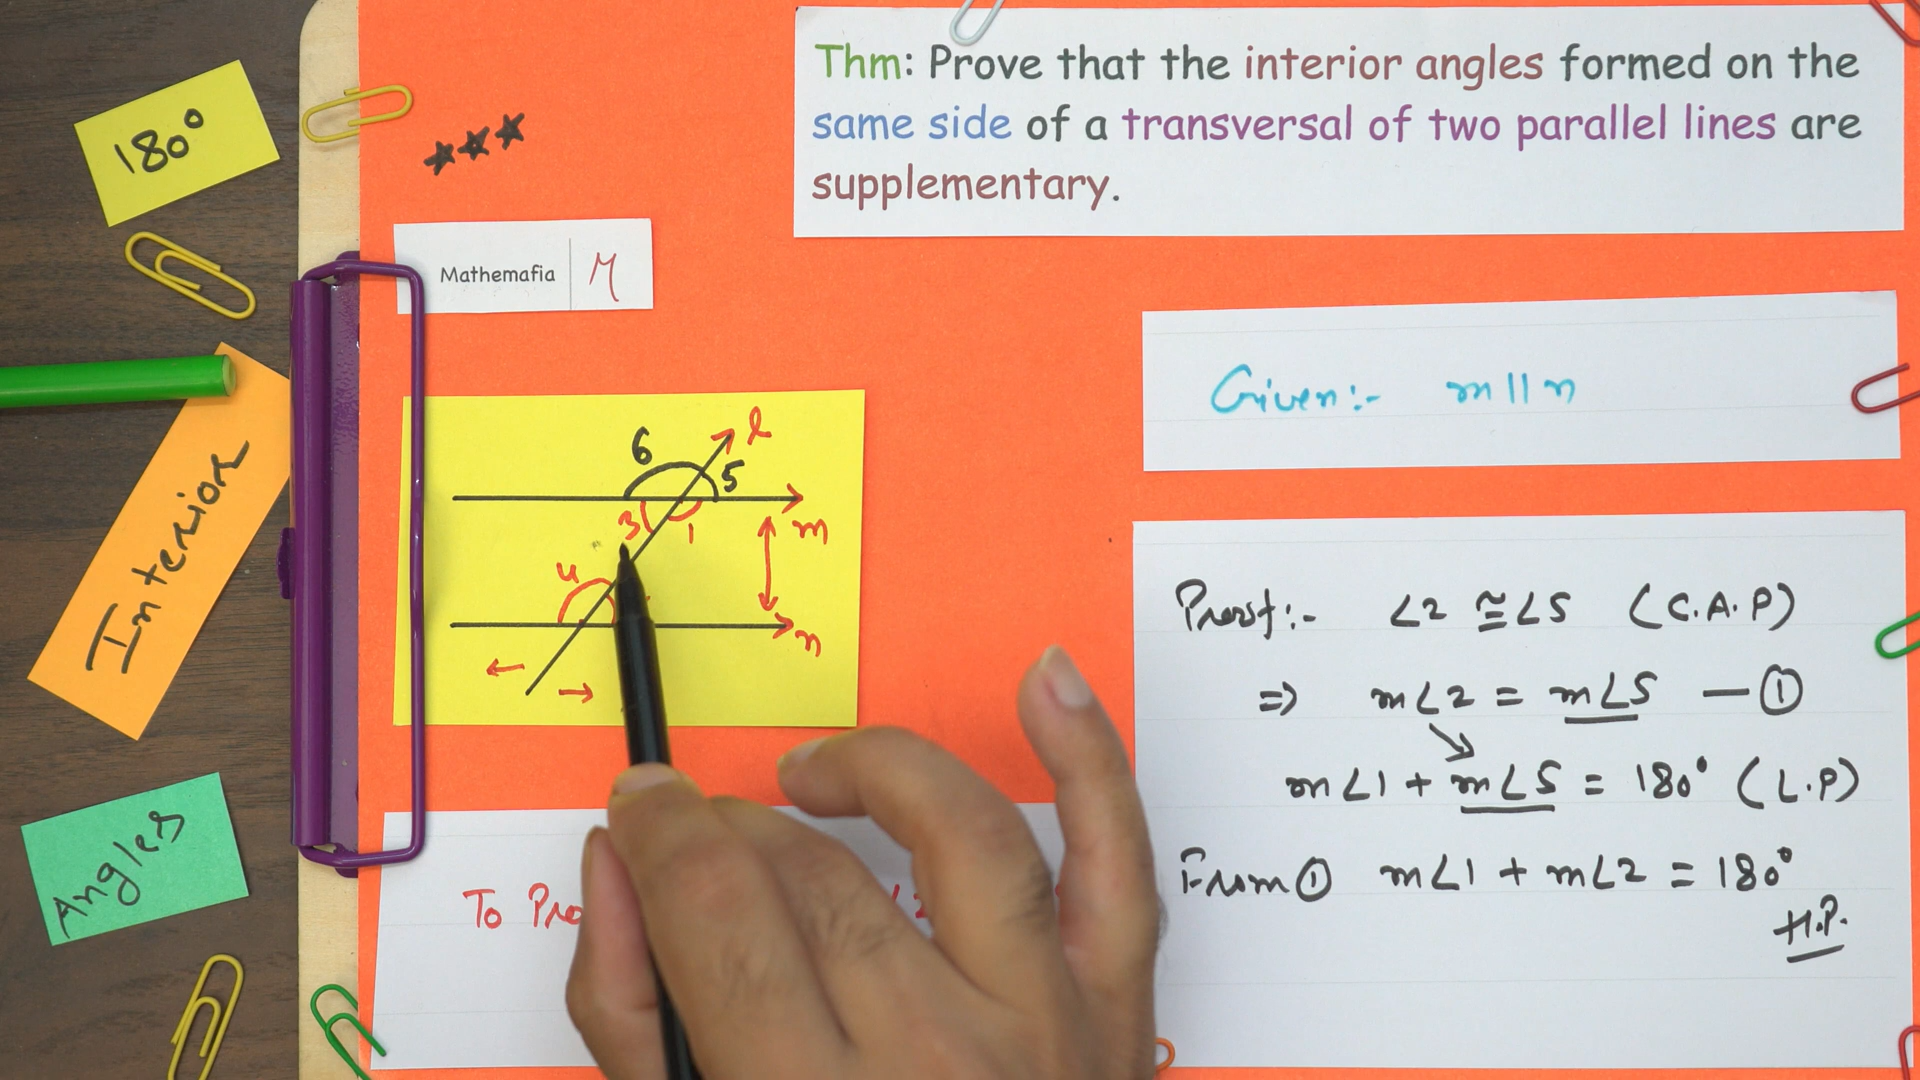 180°
Thm: Prove that the interior angles formed on the
same side of a transversal of two parallel lines are
supplementary.
Mathemafia M
Given:- m || n
Interior
Angles
6
l
5
3
1
m
4
n
To
∠2
Proof:- ∠2 ≅ ∠5 (C.A.P)
⇒ m∠2 = m∠5 — ①
m∠1 + m∠5 = 180° (L.P)
From ① m∠1 + m∠2 = 180°
H.P.